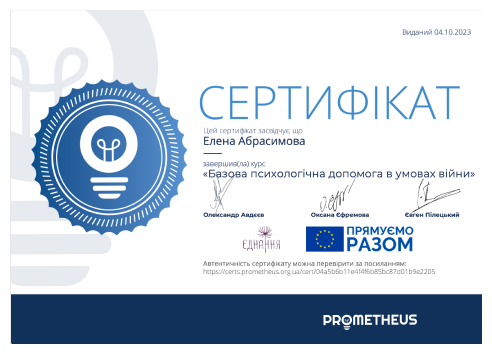 Виданий 04.10.2023
СЕРТИФІКАТ
Цей сертифікат засвідчує, що
Елена Абрасимова
завершив(ла) курс
«Базова психологічна допомога в умовах війни»
Олександр Авдєєв
Оксана Єфремова
Євген Пілецький
ЄДНАННЯ
ПРЯМУЄМО
РАЗОМ
Автентичність сертифікату можна перевірити за посиланням:
https://certs.prometheus.org.ua/cert/04a5b6b11e4f4f6b85bc87d01b9e2205
PROMETHEUS